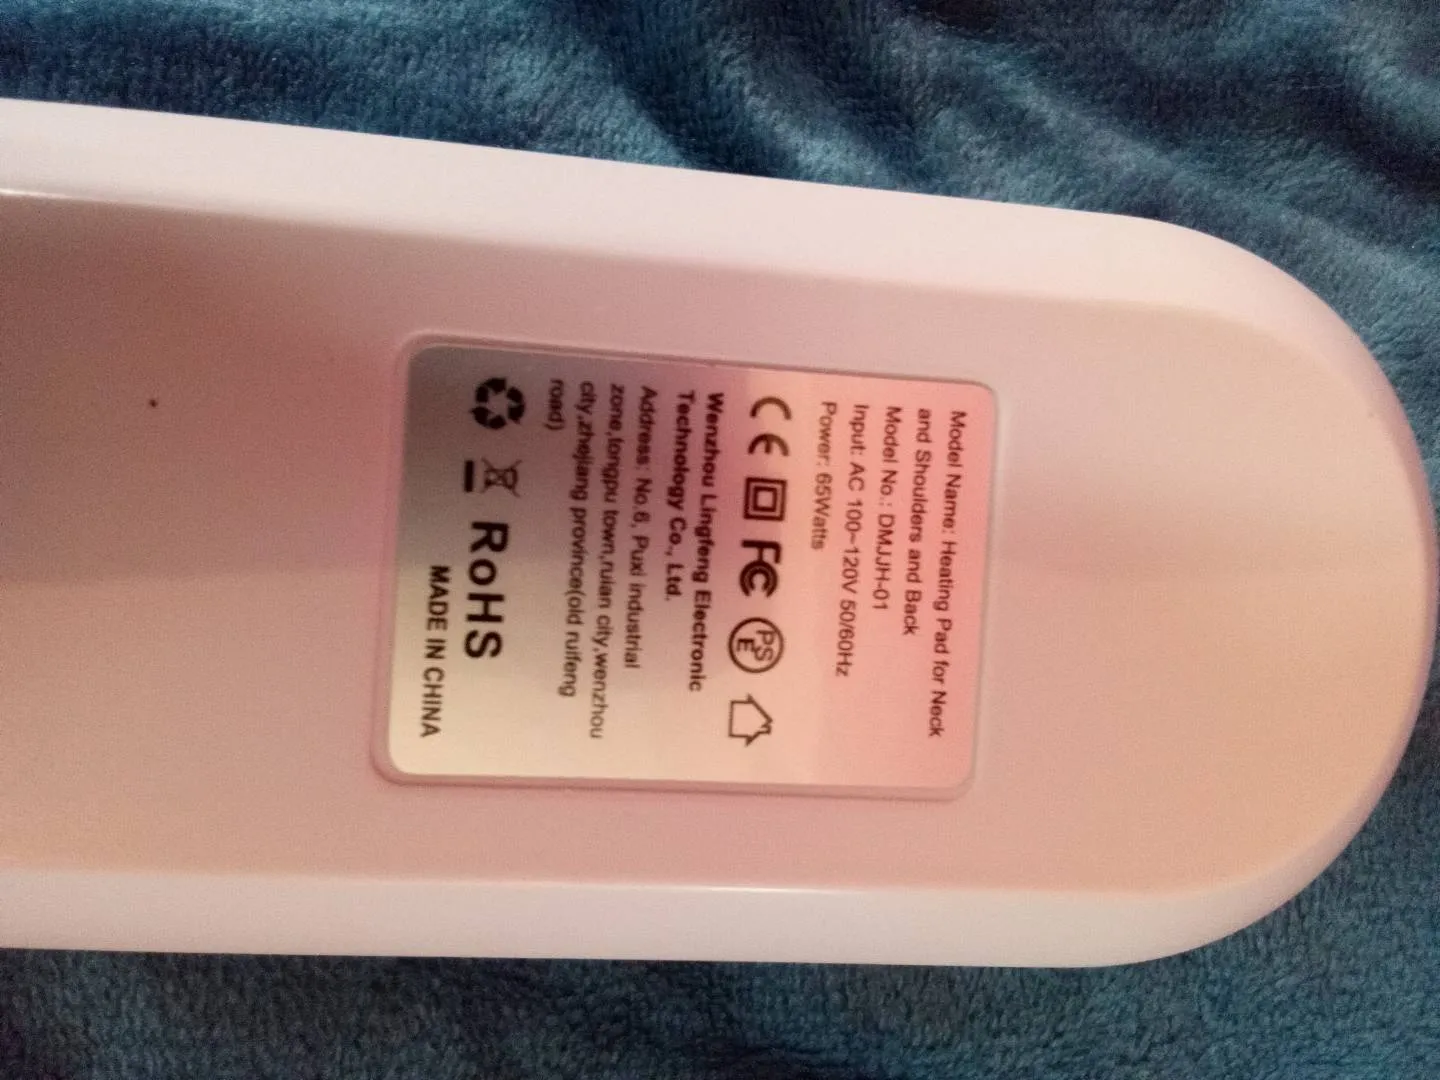 Model Name: Heating Pad for Neck
and Shoulders and Back
Model No.: DMJJH-01
Input: AC 100~120V 50/60Hz
Power: 65Watts
CE FC PSE
Wenzhou Lingfeng Electronic
Technology Co., Ltd.
Address: No.6, Puxi industrial
zone,tongpu town,ruian city,wenzhou
city,zhejiang province(old ruifeng
road)
RoHS
MADE IN CHINA